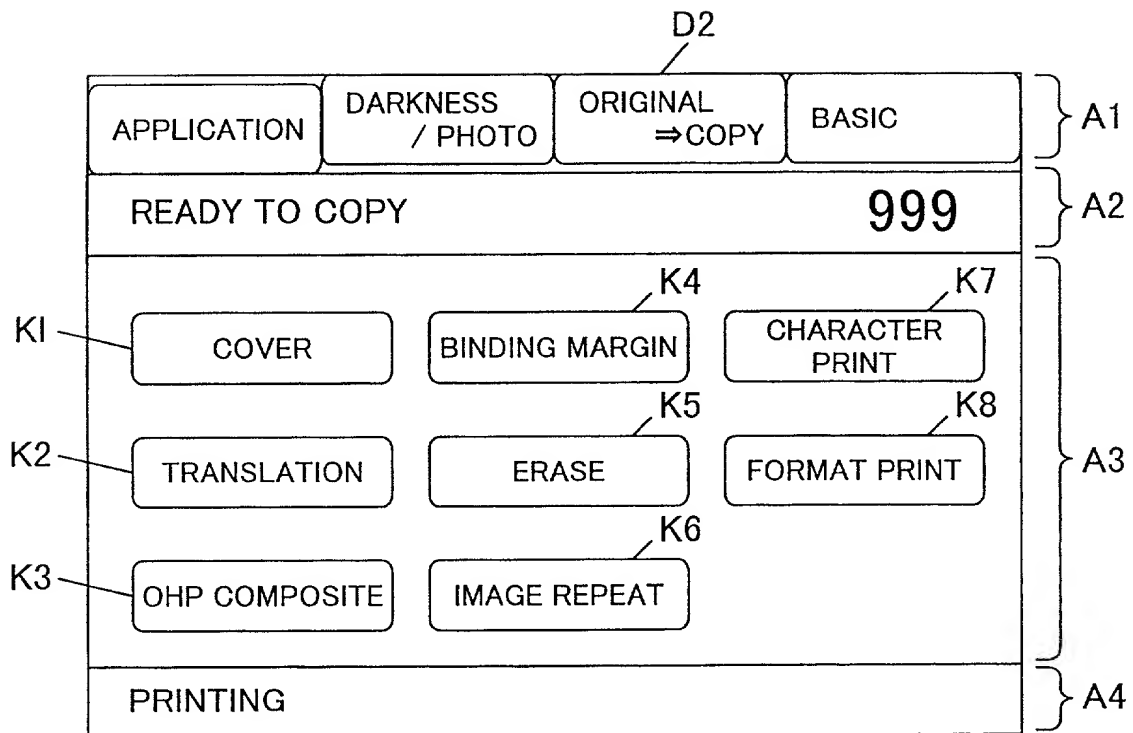 D2
APPLICATION
DARKNESS
/ PHOTO
ORIGINAL
⇒COPY
BASIC
A1
READY TO COPY
999
A2
K1
COVER
K4
BINDING MARGIN
K7
CHARACTER
PRINT
K2
TRANSLATION
K5
ERASE
K8
FORMAT PRINT
A3
K3
OHP COMPOSITE
K6
IMAGE REPEAT
PRINTING
A4